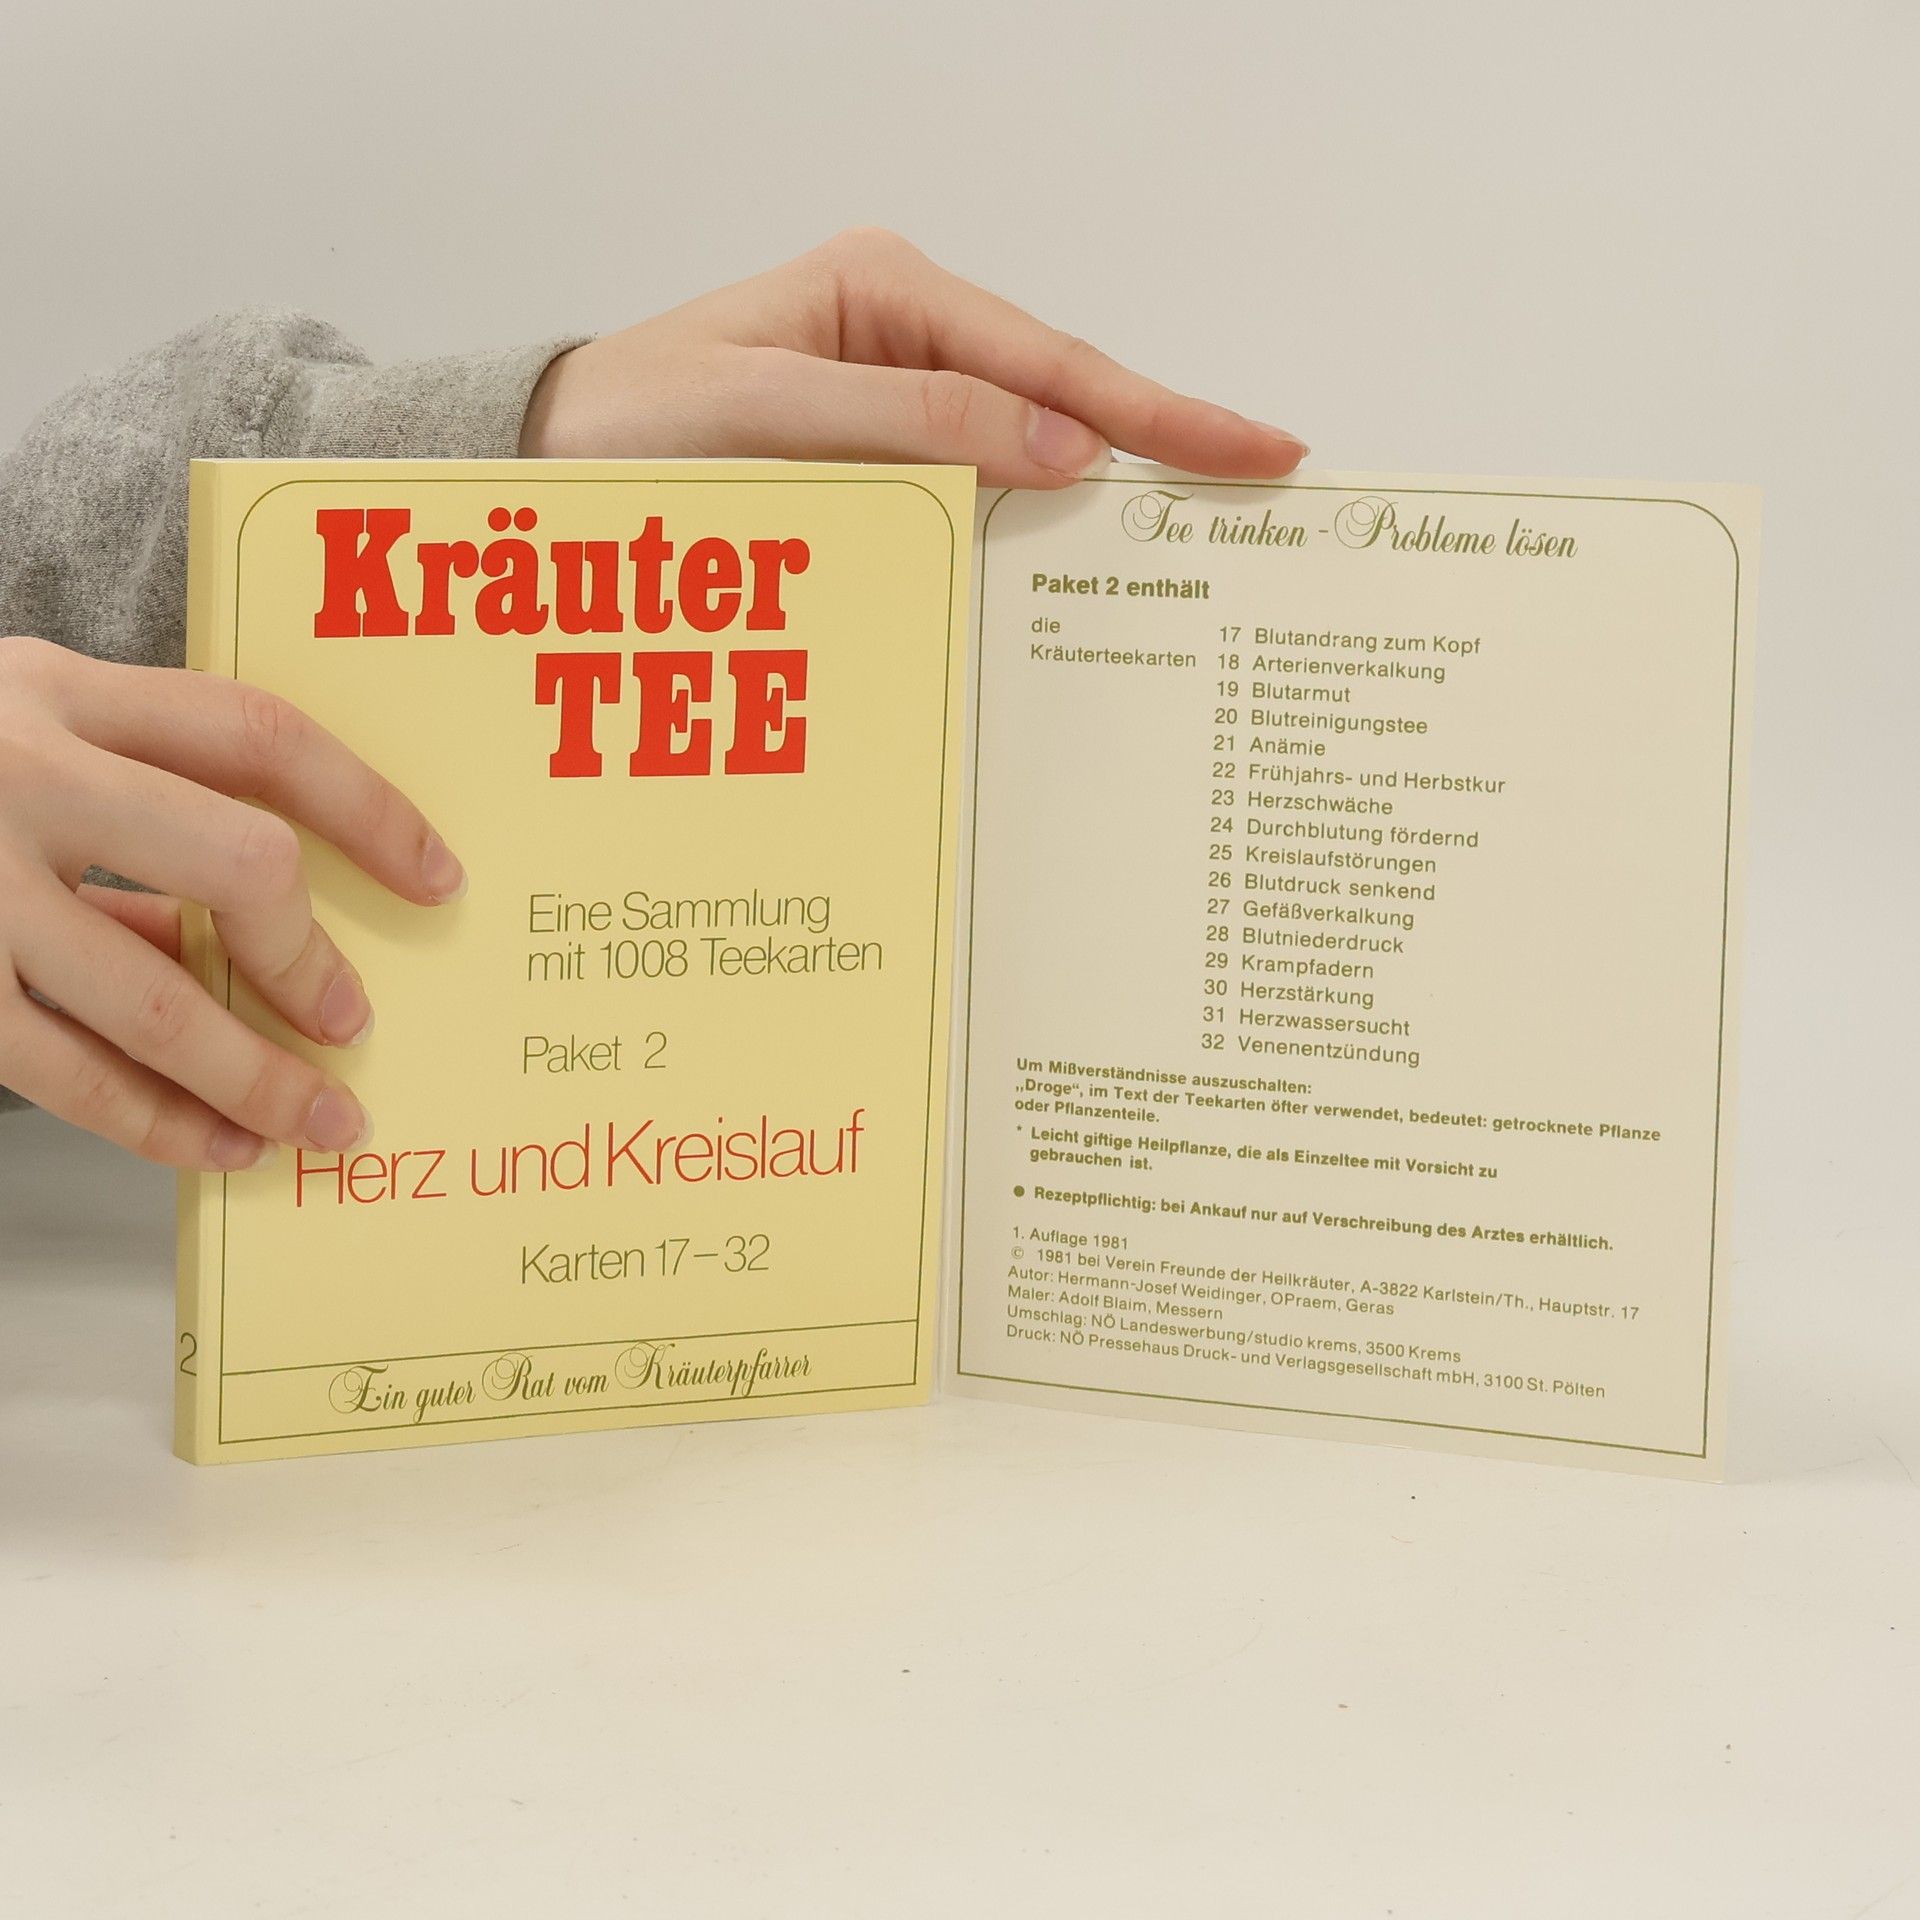 Kräuter
TEE
Eine Sammlung
mit 1008 Teekarten
Paket 2
Herz und Kreislauf
Karten 17–32
Ein guter Rat vom Kräuterpfarrer
2
Tee trinken - Probleme lösen
Paket 2 enthält
die
Kräuterteekarten
17 Blutandrang zum Kopf
18 Arterienverkalkung
19 Blutarmut
20 Blutreinigungstee
21 Anämie
22 Frühjahrs- und Herbstkur
23 Herzschwäche
24 Durchblutung fördernd
25 Kreislaufstörungen
26 Blutdruck senkend
27 Gefäßverkalkung
28 Blutniederdruck
29 Krampfadern
30 Herzstärkung
31 Herzwassersucht
32 Venenentzündung
Um Mißverständnisse auszuschalten:
„Droge“, im Text der Teekarten öfter verwendet, bedeutet: getrocknete Pflanze
oder Pflanzenteile.
* Leicht giftige Heilpflanze, die als Einzeltee mit Vorsicht zu
gebrauchen ist.
● Rezeptpflichtig: bei Ankauf nur auf Verschreibung des Arztes erhältlich.
1. Auflage 1981
© 1981 bei Verein Freunde der Heilkräuter, A-3822 Karlstein/Th., Hauptstr. 17
Autor: Hermann-Josef Weidinger, OPraem, Geras
Maler: Adolf Blaim, Messern
Umschlag: NÖ Landeswerbung/studio krems, 3500 Krems
Druck: NÖ Pressehaus Druck- und Verlagsgesellschaft mbH, 3100 St. Pölten